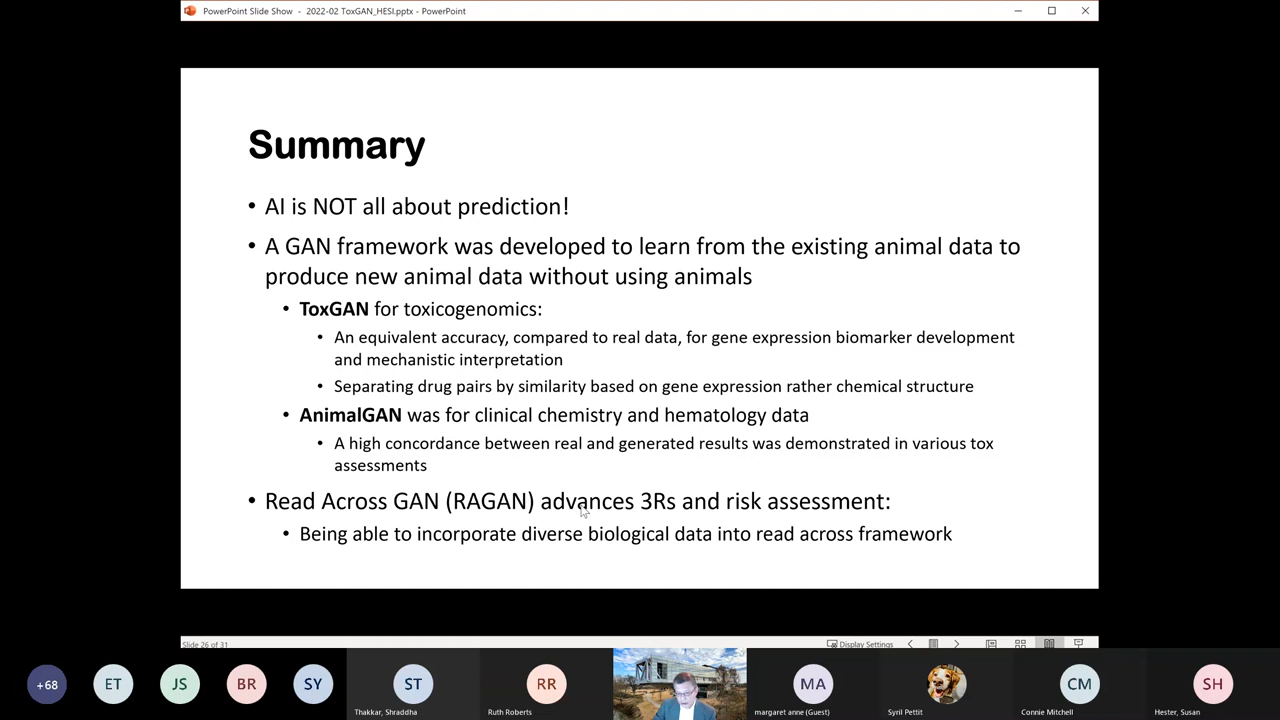 PowerPoint Slide Show - 2022-02 ToxGAN_HESI.pptx - PowerPoint
Summary
• AI is NOT all about prediction!
• A GAN framework was developed to learn from the existing animal data to
produce new animal data without using animals
• ToxGAN for toxicogenomics:
• An equivalent accuracy, compared to real data, for gene expression biomarker development
and mechanistic interpretation
• Separating drug pairs by similarity based on gene expression rather chemical structure
• AnimalGAN was for clinical chemistry and hematology data
• A high concordance between real and generated results was demonstrated in various tox
assessments
• Read Across GAN (RAGAN) advances 3Rs and risk assessment:
• Being able to incorporate diverse biological data into read across framework
Slide 26 of 31
Display Settings
+68
ET
JS
BR
SY
ST
RR
MA
CM
SH
Thakkar, Shraddha
Ruth Roberts
margaret anne (Guest)
Syril Pettit
Connie Mitchell
Hester, Susan